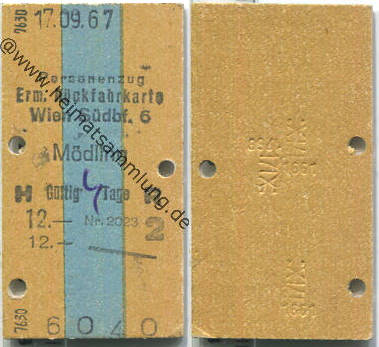 7630
17.09.67
Personenzug
Erm. Rückfahrkarte
Wien Südbf. 6
Mödling
H Gültig 4 Tage H
12.— Nr. 2023
12.— 2
7630
6040
@www.heimatsammlung.de